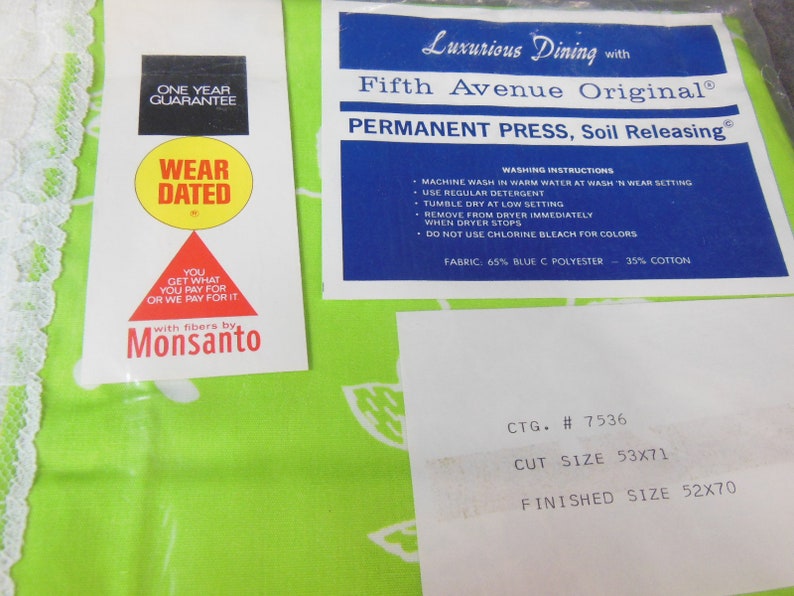 ONE YEAR
GUARANTEE
WEAR
DATED
®
YOU
GET WHAT
YOU PAY FOR
OR WE PAY FOR IT
with fibers by
Monsanto
Luxurious Dining with
Fifth Avenue Original®
PERMANENT PRESS, Soil Releasing©
WASHING INSTRUCTIONS
• MACHINE WASH IN WARM WATER AT WASH 'N WEAR SETTING
• USE REGULAR DETERGENT
• TUMBLE DRY AT LOW SETTING
• REMOVE FROM DRYER IMMEDIATELY
WHEN DRYER STOPS
• DO NOT USE CHLORINE BLEACH FOR COLORS
FABRIC: 65% BLUE C POLYESTER — 35% COTTON
CTG. # 7536
CUT SIZE 53X71
FINISHED SIZE 52X70